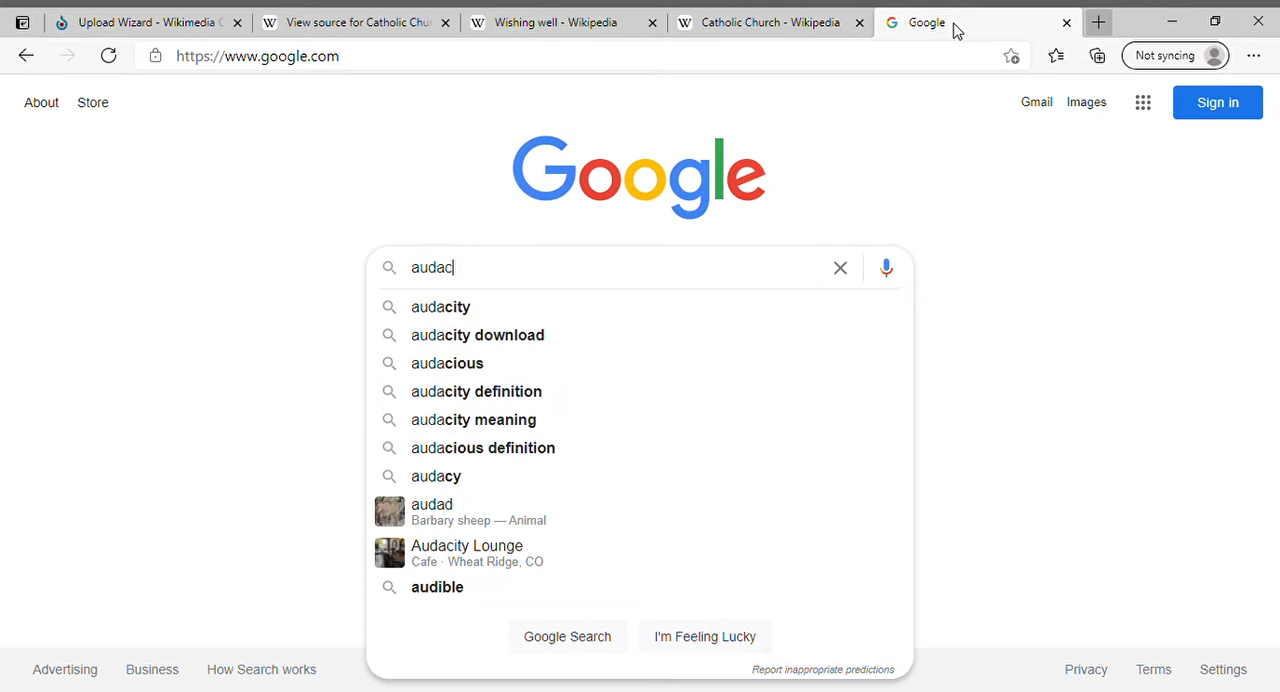 Upload Wizard - Wikimedia C
View source for Catholic Chur
Wishing well - Wikipedia
Catholic Church - Wikipedia
Google
https://www.google.com
Not syncing
About
Store
Gmail
Images
Sign in
Google
audac
audacity
audacity download
audacious
audacity definition
audacity meaning
audacious definition
audacy
audad
Barbary sheep — Animal
Audacity Lounge
Cafe · Wheat Ridge, CO
audible
Google Search
I'm Feeling Lucky
Report inappropriate predictions
Advertising
Business
How Search works
Privacy
Terms
Settings